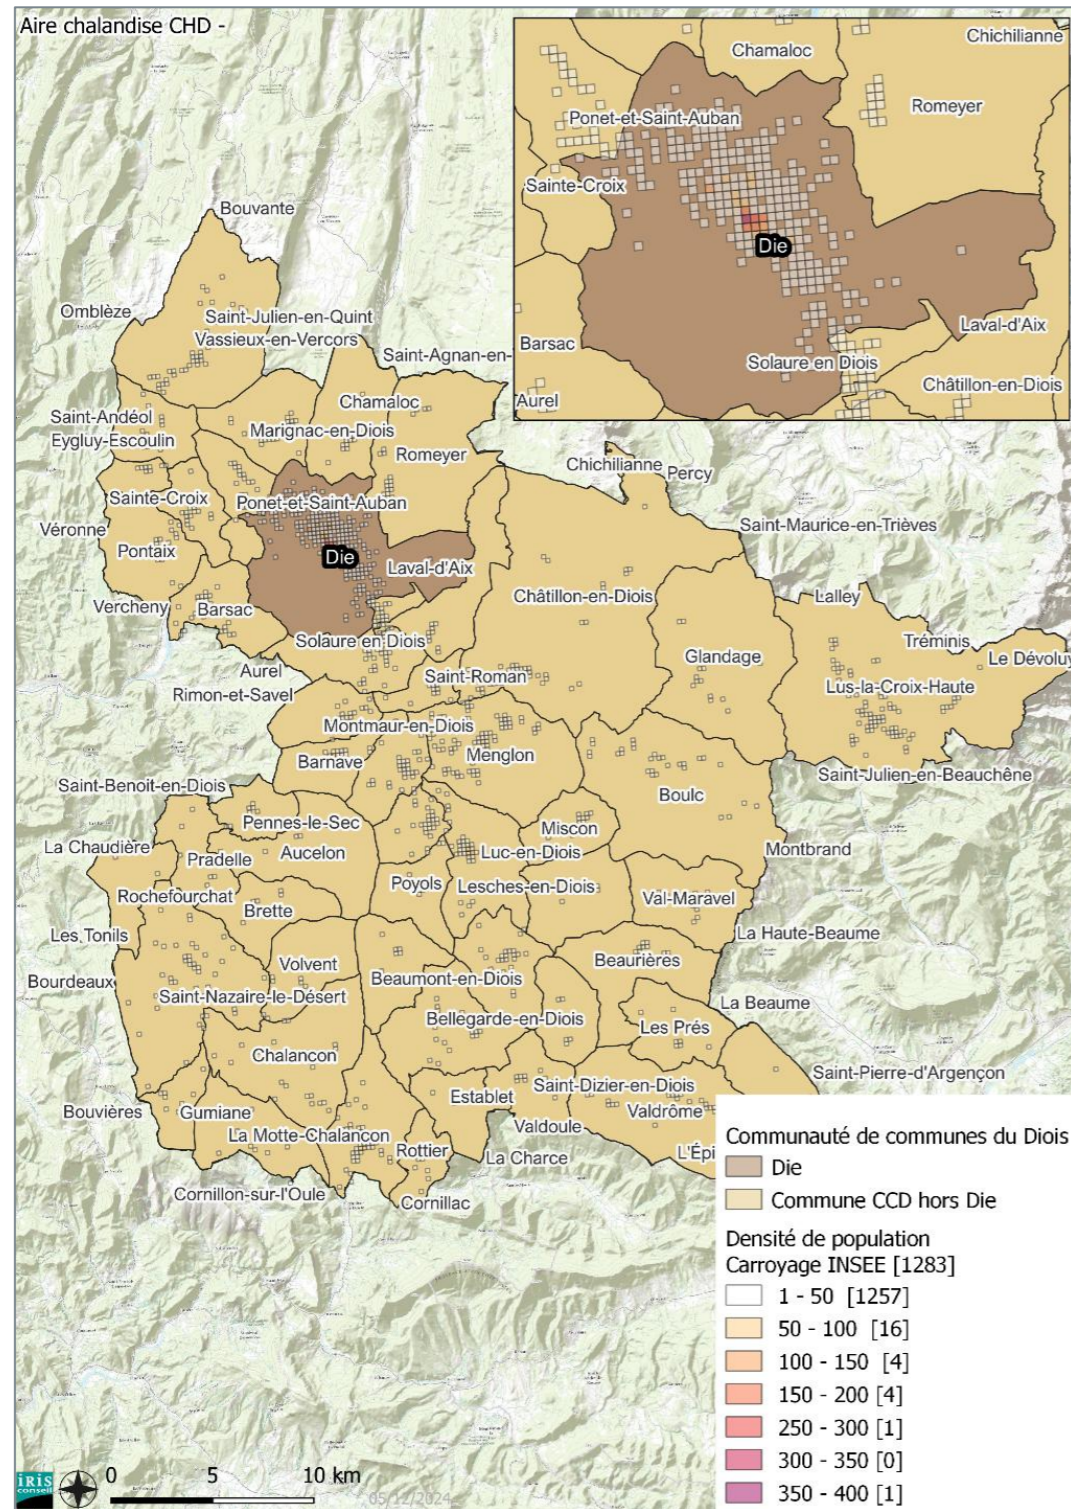 Aire chalandise CHD -
Chamaloc
Chichilianne
Romeyer
Ponet-et-Saint-Auban
Sainte-Croix
Die
Laval-d'Aix
Barsac
Solaure en Diois
Châtillon-en-Diois
Aurel
Bouvante
Omblèze
Saint-Julien-en-Quint
Vassieux-en-Vercors
Saint-Agnan-en-
Chamaloc
Saint-Andéol
Marignac-en-Diois
Eygluy-Escoulin
Romeyer
Chichilianne
Percy
Sainte-Croix
Ponet-et-Saint-Auban
Saint-Maurice-en-Trièves
Véronne
Pontaix
Die
Laval-d'Aix
Châtillon-en-Diois
Lalley
Vercheny
Barsac
Tréminis
Solaure en Diois
Glandage
Le Dévoluy
Aurel
Saint-Roman
Rimon-et-Savel
Lus-la-Croix-Haute
Montmaur-en-Diois
Barnave
Menglon
Saint-Julien-en-Beauchêne
Saint-Benoit-en-Diois
Boulc
Pennes-le-Sec
Miscon
La Chaudière
Aucelon
Luc-en-Diois
Montbrand
Pradelle
Rochefourchat
Poyols
Lesches-en-Diois
Brette
Val-Maravel
Les Tonils
La Haute-Beaume
Volvent
Beaurières
Bourdeaux
Beaumont-en-Diois
Saint-Nazaire-le-Désert
La Beaume
Bellegarde-en-Diois
Les Prés
Chalancon
Saint-Pierre-d'Argençon
Establet
Saint-Dizier-en-Diois
Bouvières
Gumiane
Valdrôme
La Motte-Chalancon
Valdoule
Rottier
La Charce
L'Épi
Cornillon-sur-l'Oule
Cornillac
Communauté de communes du Diois
Die
Commune CCD hors Die
Densité de population
Carroyage INSEE [1283]
1 - 50 [1257]
50 - 100 [16]
100 - 150 [4]
150 - 200 [4]
250 - 300 [1]
300 - 350 [0]
350 - 400 [1]
iRIS
conseil
0 5 10 km
05/12/2024